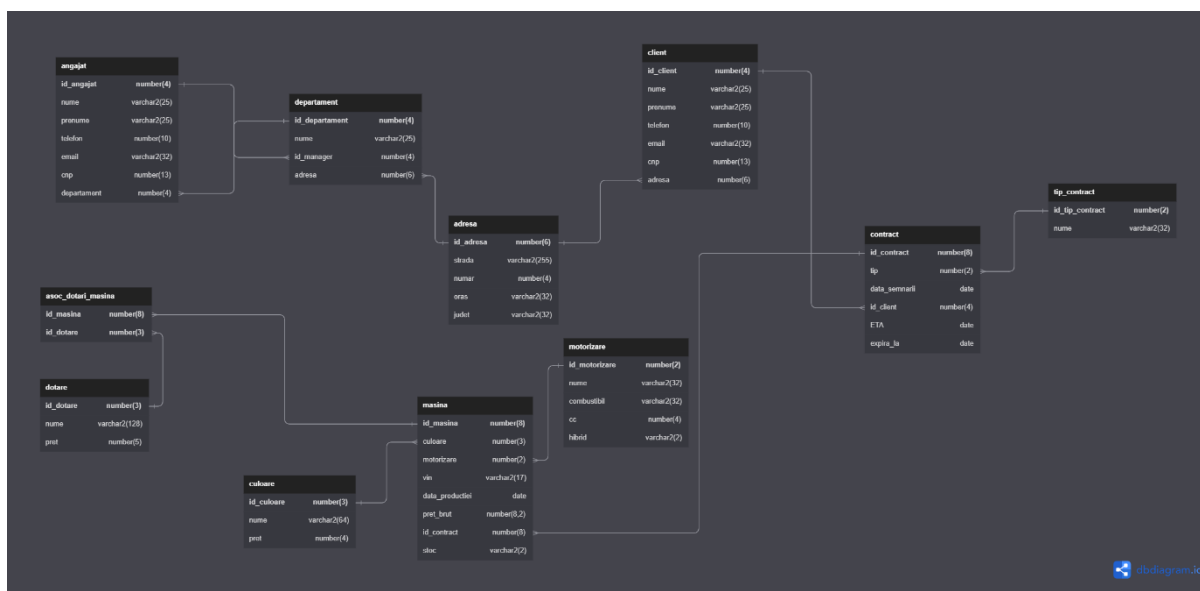 angajat
id_angajat number(4)
nume varchar2(25)
prenume varchar2(25)
telefon number(10)
email varchar2(32)
cnp number(13)
departament number(4)
departament
id_departament number(4)
nume varchar2(25)
id_manager number(4)
adresa number(6)
client
id_client number(4)
nume varchar2(25)
prenume varchar2(25)
telefon number(10)
email varchar2(32)
cnp number(13)
adresa number(6)
tip_contract
id_tip_contract number(2)
nume varchar2(32)
adresa
id_adresa number(6)
strada varchar2(255)
numar number(4)
oras varchar2(32)
judet varchar2(32)
contract
id_contract number(8)
tip number(2)
data_semnarii date
id_client number(4)
ETA date
expira_la date
asoc_dotari_masina
id_masina number(8)
id_dotare number(3)
dotare
id_dotare number(3)
nume varchar2(128)
pret number(5)
motorizare
id_motorizare number(2)
nume varchar2(32)
combustibil varchar2(32)
cc number(4)
hibrid varchar2(2)
masina
id_masina number(8)
culoare number(3)
motorizare number(2)
vin varchar2(17)
data_productiei date
pret_brut number(8,2)
id_contract number(8)
stoc varchar2(2)
culoare
id_culoare number(3)
nume varchar2(64)
pret number(4)
dbdiagram.io